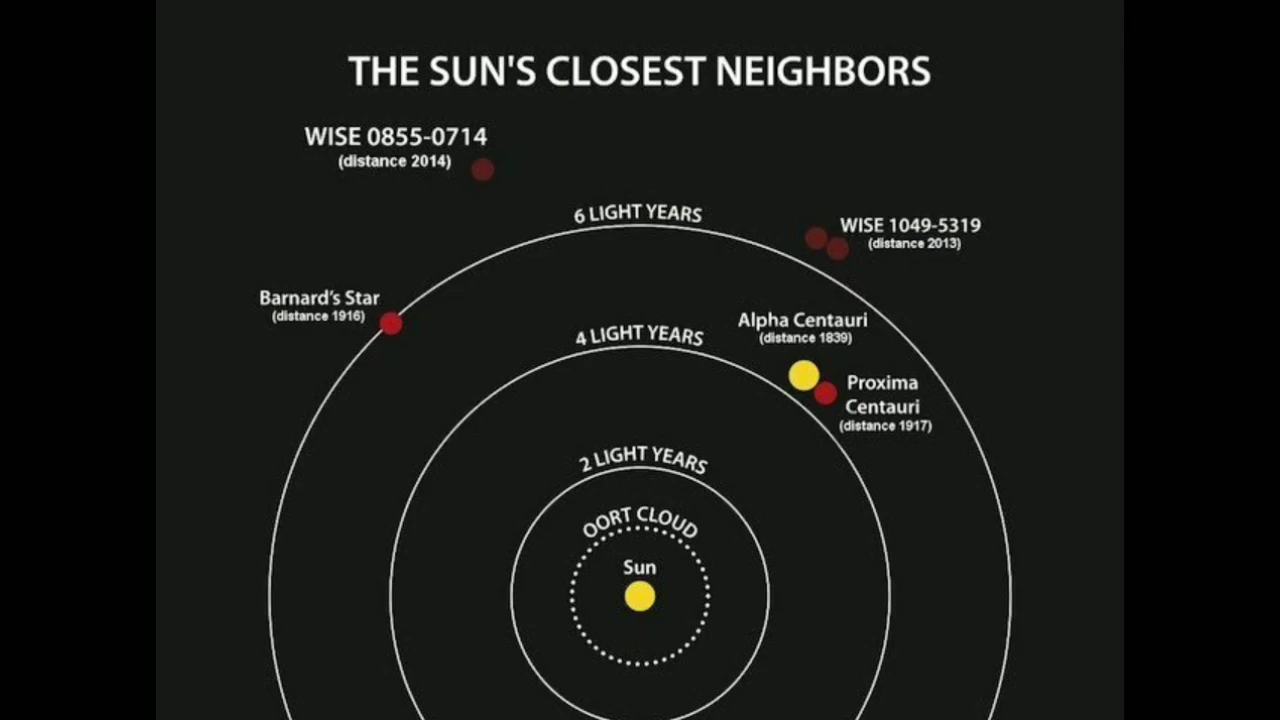 THE SUN'S CLOSEST NEIGHBORS
WISE 0855-0714
(distance 2014)
6 LIGHT YEARS
WISE 1049-5319
(distance 2013)
Barnard's Star
(distance 1916)
Alpha Centauri
(distance 1839)
4 LIGHT YEARS
Proxima
Centauri
(distance 1917)
2 LIGHT YEARS
OORT CLOUD
Sun